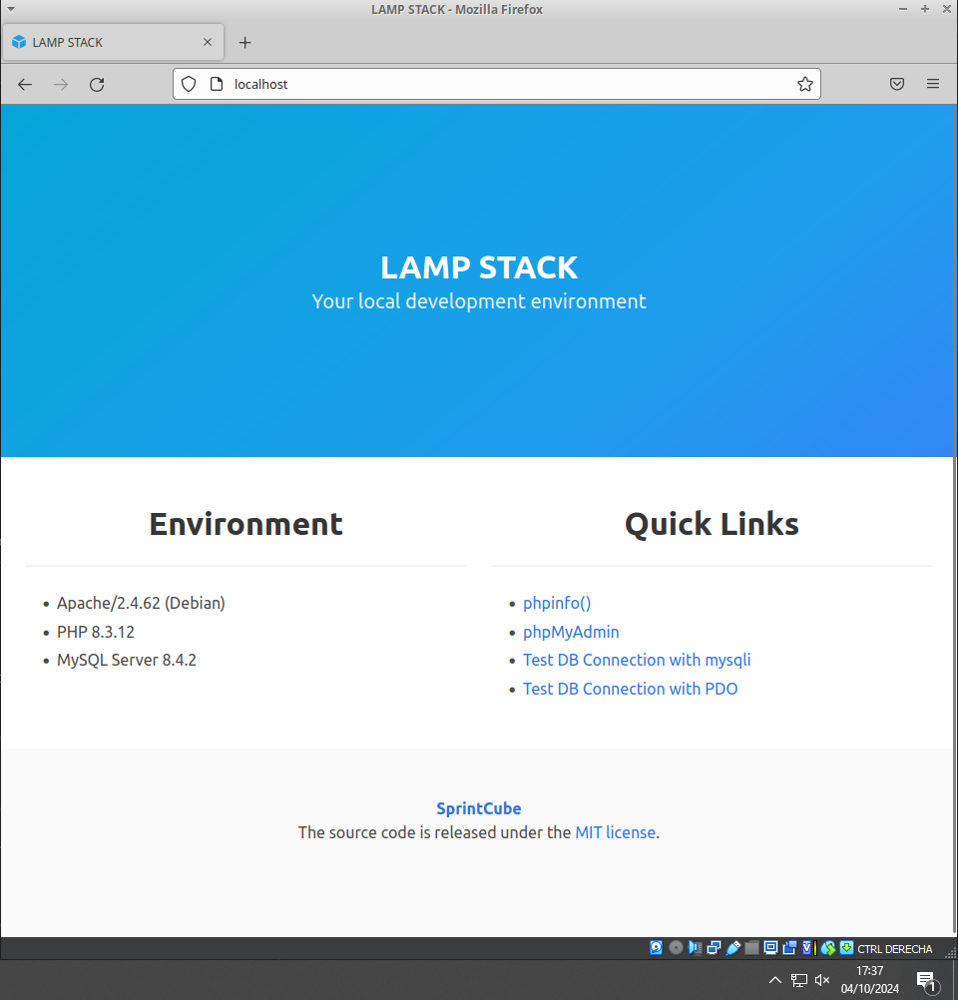 LAMP STACK - Mozilla Firefox
LAMP STACK
localhost
LAMP STACK
Your local development environment
Environment
Apache/2.4.62 (Debian)
PHP 8.3.12
MySQL Server 8.4.2
Quick Links
phpinfo()
phpMyAdmin
Test DB Connection with mysqli
Test DB Connection with PDO
SprintCube
The source code is released under the MIT license.
CTRL DERECHA
17:37
04/10/2024
1